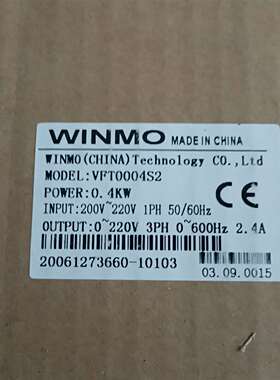 WINMO MADE IN CHINA
WINMO(CHINA)Technology CO.,Ltd
MODEL:VFT0004S2
POWER:0.4KW
CE
INPUT:200V~220V 1PH 50/60Hz
OUTPUT:0~220V 3PH 0~600Hz 2.4A
20061273660-10103
03.09.0015